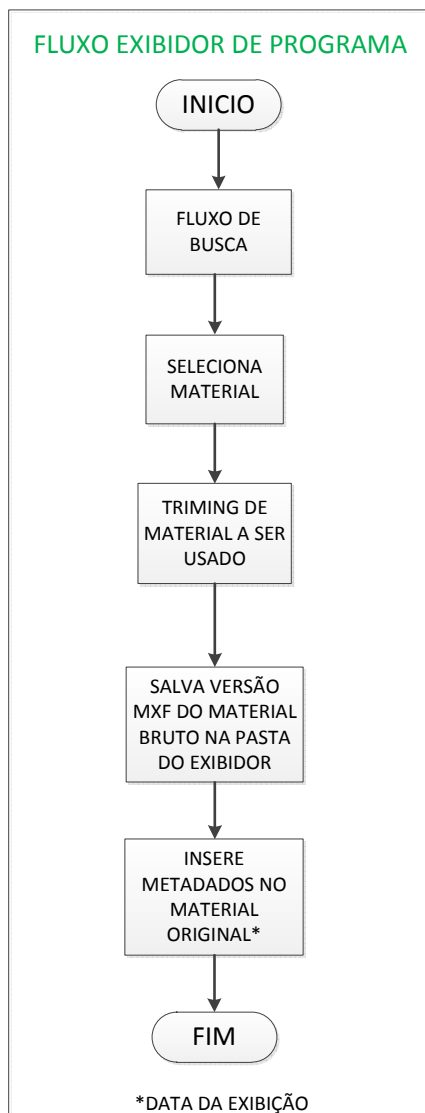 FLUXO EXIBIDOR DE PROGRAMA
INICIO
FLUXO DE
BUSCA
SELECIONA
MATERIAL
TRIMING DE
MATERIAL A SER
USADO
SALVA VERSÃO
MXF DO MATERIAL
BRUTO NA PASTA
DO EXIBIDOR
INSERE
METADADOS NO
MATERIAL
ORIGINAL*
FIM
*DATA DA EXIBIÇÃO